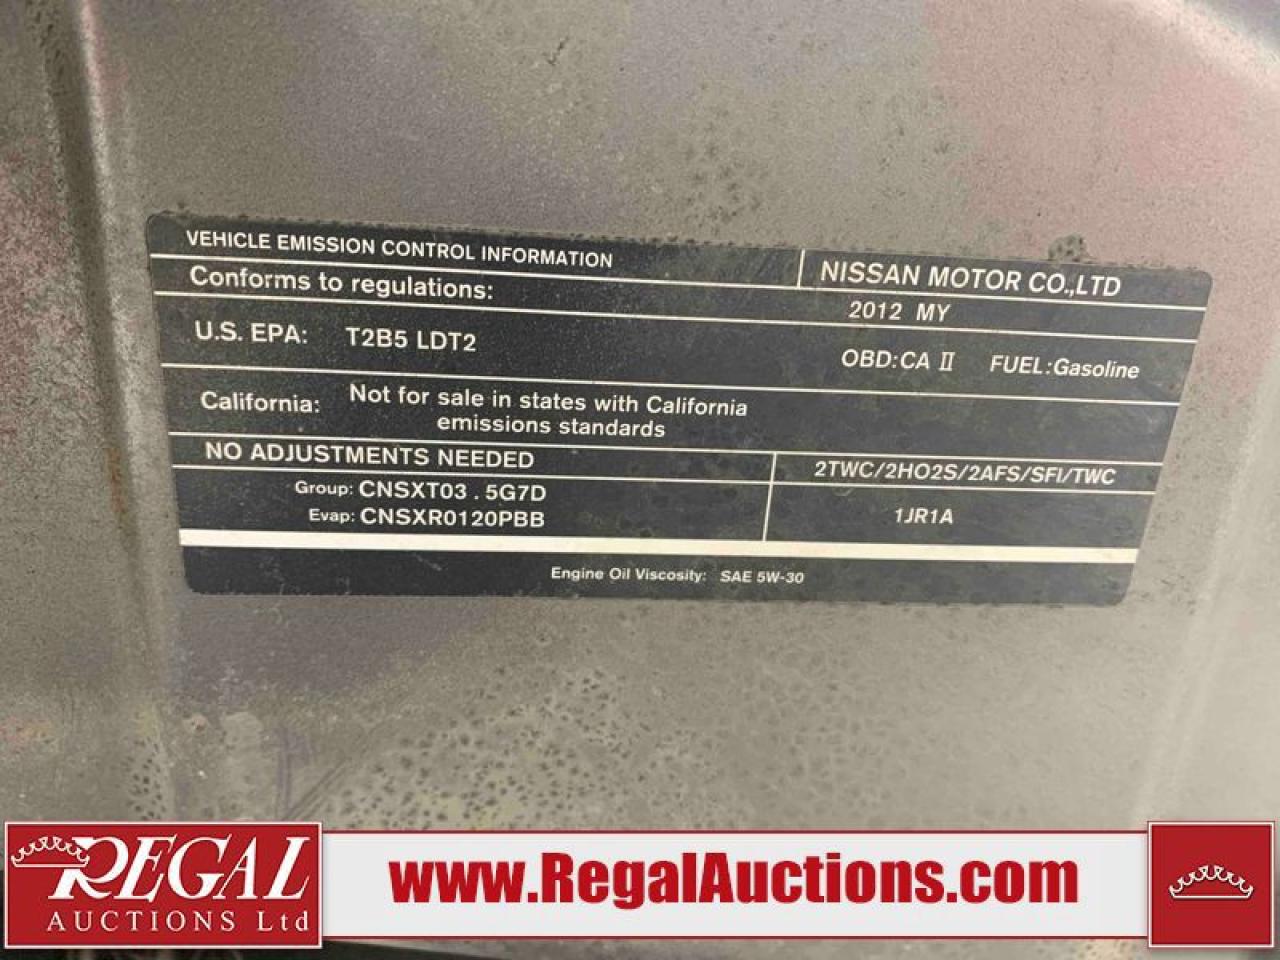 VEHICLE EMISSION CONTROL INFORMATION
NISSAN MOTOR CO.,LTD
Conforms to regulations:
2012 MY
U.S. EPA: T2B5 LDT2
OBD:CA II FUEL:Gasoline
California: Not for sale in states with California
emissions standards
NO ADJUSTMENTS NEEDED
2TWC/2HO2S/2AFS/SFI/TWC
Group: CNSXT03.5G7D
Evap: CNSXR0120PBB
1JR1A
Engine Oil Viscosity: SAE 5W-30
REGAL
AUCTIONS Ltd
www.RegalAuctions.com